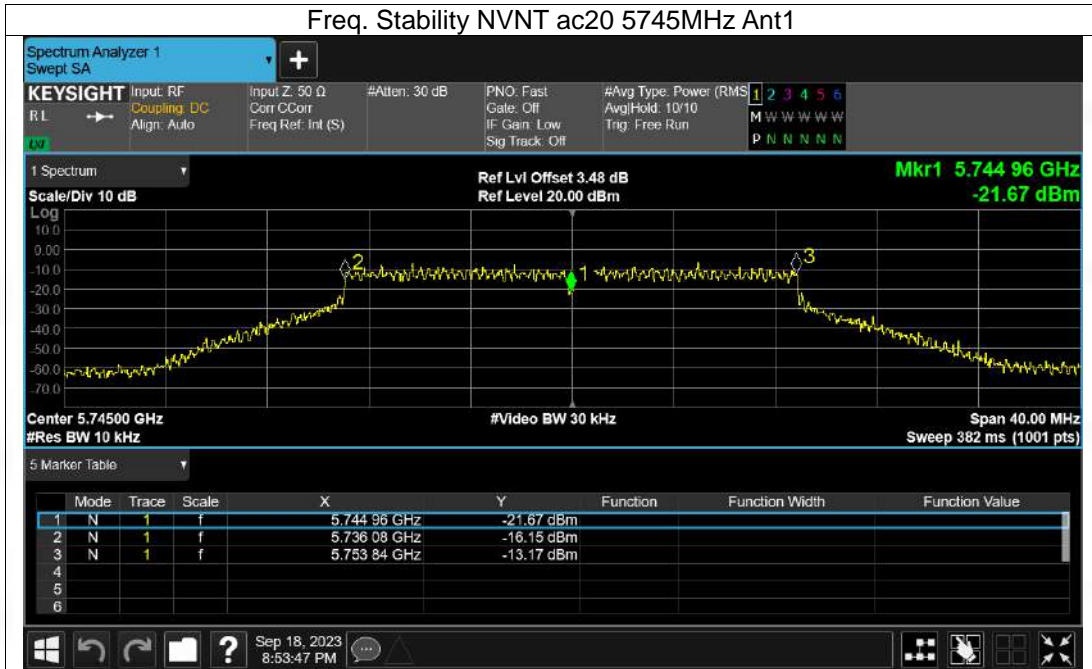 Freq. Stability NVNT ac20 5745MHz Ant1
Spectrum Analyzer 1
Swept SA
+
KEYSIGHT Input: RF Input Z: 50 Ω #Atten: 30 dB PNO: Fast #Avg Type: Power (RMS 1 2 3 4 5 6
RL Coupling: DC Corr CCorr Gate: Off Avg|Hold: 10/10 M W W W W W
Align: Auto Freq Ref: Int (S) IF Gain: Low Trig: Free Run
LXI Sig Track: Off P N N N N N
1 Spectrum Ref Lvl Offset 3.48 dB Mkr1 5.744 96 GHz
Scale/Div 10 dB Ref Level 20.00 dBm -21.67 dBm
Log
10.0
0.00
-10.0
-20.0
-30.0
-40.0
-50.0
-60.0
-70.0
2 1 3
Center 5.74500 GHz #Video BW 30 kHz Span 40.00 MHz
#Res BW 10 kHz Sweep 382 ms (1001 pts)
5 Marker Table
Mode Trace Scale X Y Function Function Width Function Value
1 N 1 f 5.744 96 GHz -21.67 dBm
2 N 1 f 5.736 08 GHz -16.15 dBm
3 N 1 f 5.753 84 GHz -13.17 dBm
4
5
6
? Sep 18, 2023
8:53:47 PM